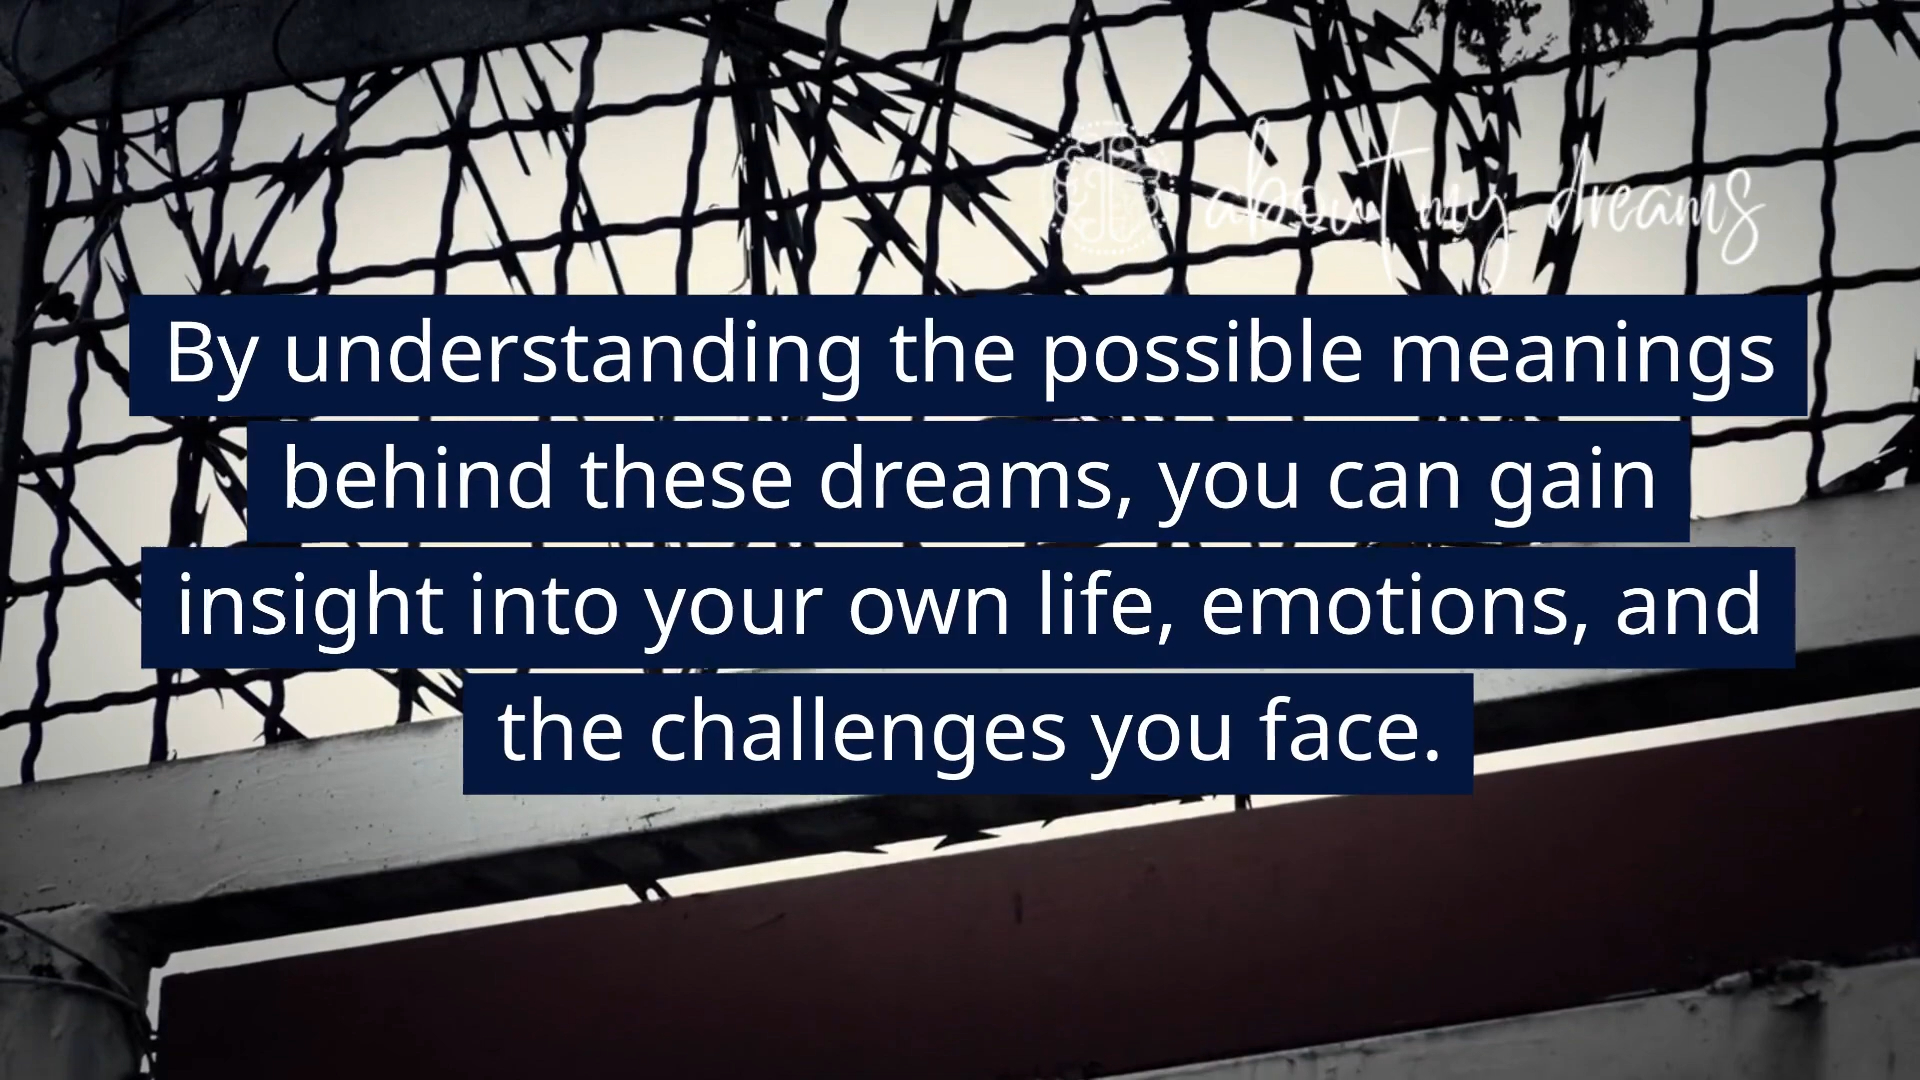 about my dreams
By understanding the possible meanings
behind these dreams, you can gain
insight into your own life, emotions, and
the challenges you face.